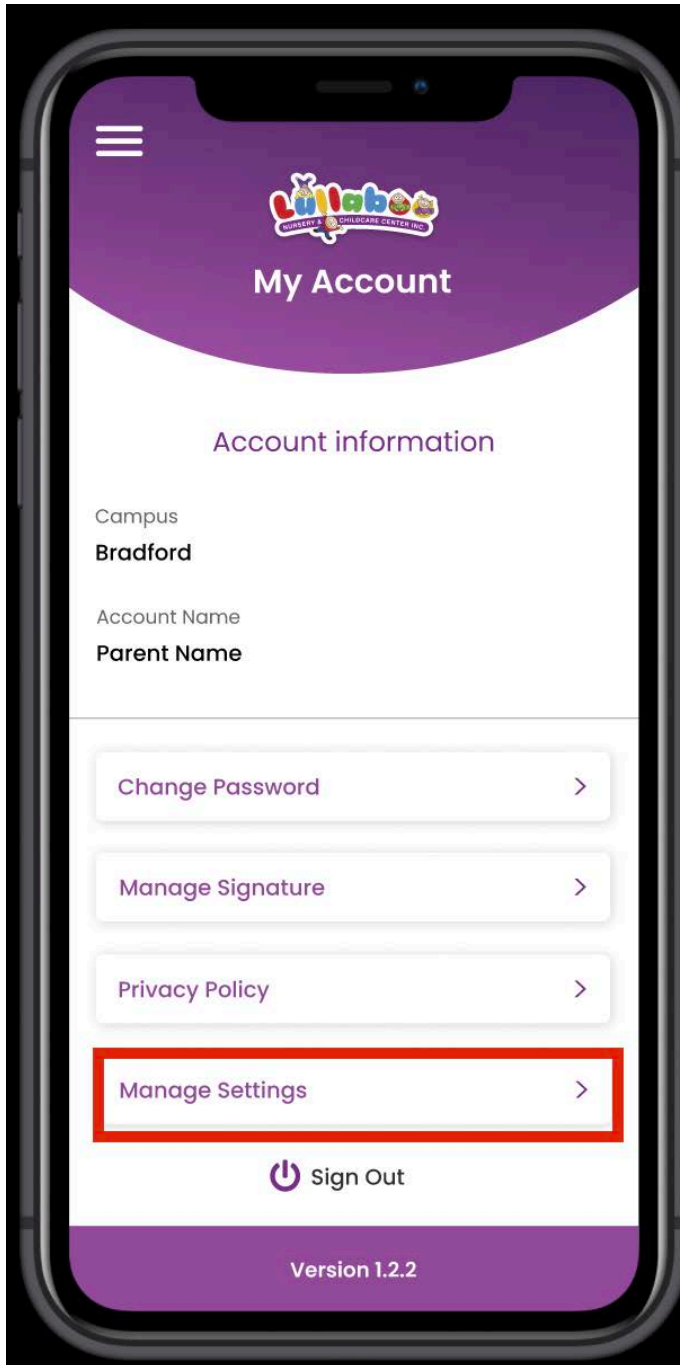 Lullaboo
NURSERY & CHILDCARE CENTER INC.
My Account
Account information
Campus
Bradford
Account Name
Parent Name
Change Password
Manage Signature
Privacy Policy
Manage Settings
Sign Out
Version 1.2.2